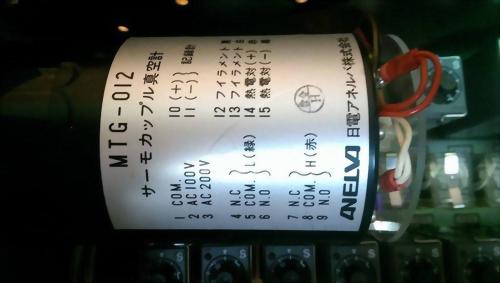 MTG-012
サーモカップル真空計
1 COM.
2 AC100V
3 AC200V
4 N.C
5 COM. } L(緑)
6 N.O
7 N.C
8 COM. } H(赤)
9 N.O
10 (+) } 記録計
11 (−)
12 フィラメント
13 フィラメント
14 熱電対(+)
15 熱電対(−)
H
ANELVA 日電アネルバ株式会社
S
S
S
S
S